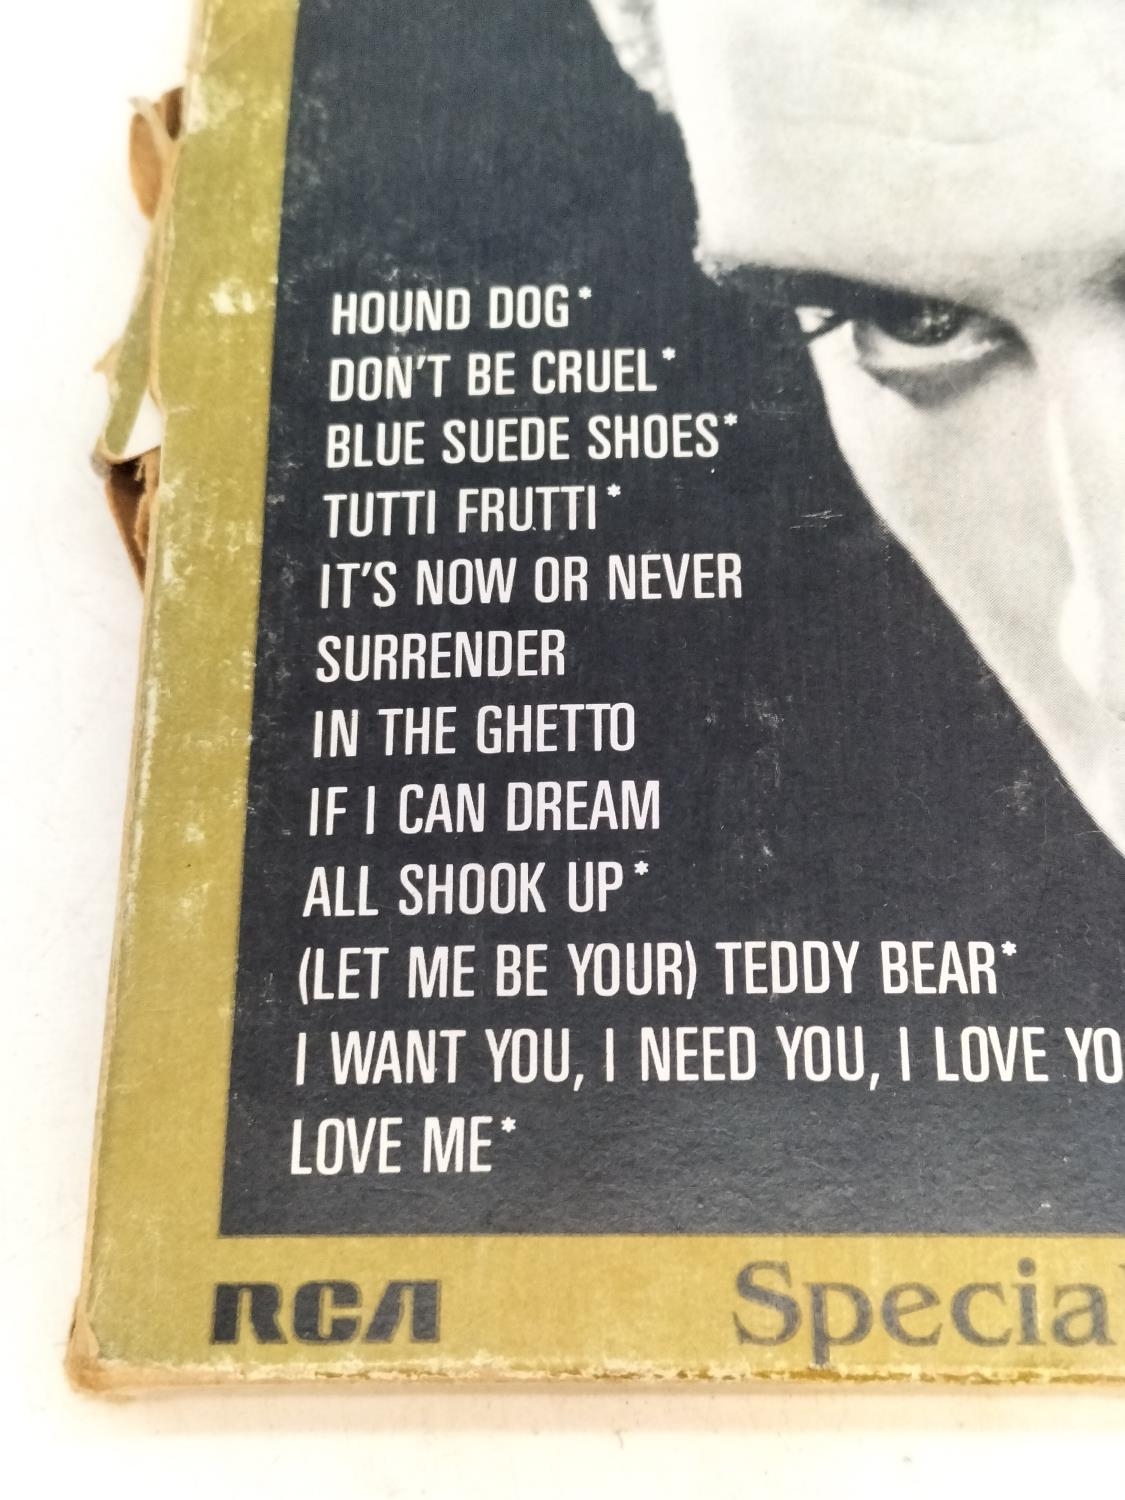 HOUND DOG*
DON'T BE CRUEL*
BLUE SUEDE SHOES*
TUTTI FRUTTI*
IT'S NOW OR NEVER
SURRENDER
IN THE GHETTO
IF I CAN DREAM
ALL SHOOK UP*
(LET ME BE YOUR) TEDDY BEAR*
I WANT YOU, I NEED YOU, I LOVE YO
LOVE ME*
RCA Specia